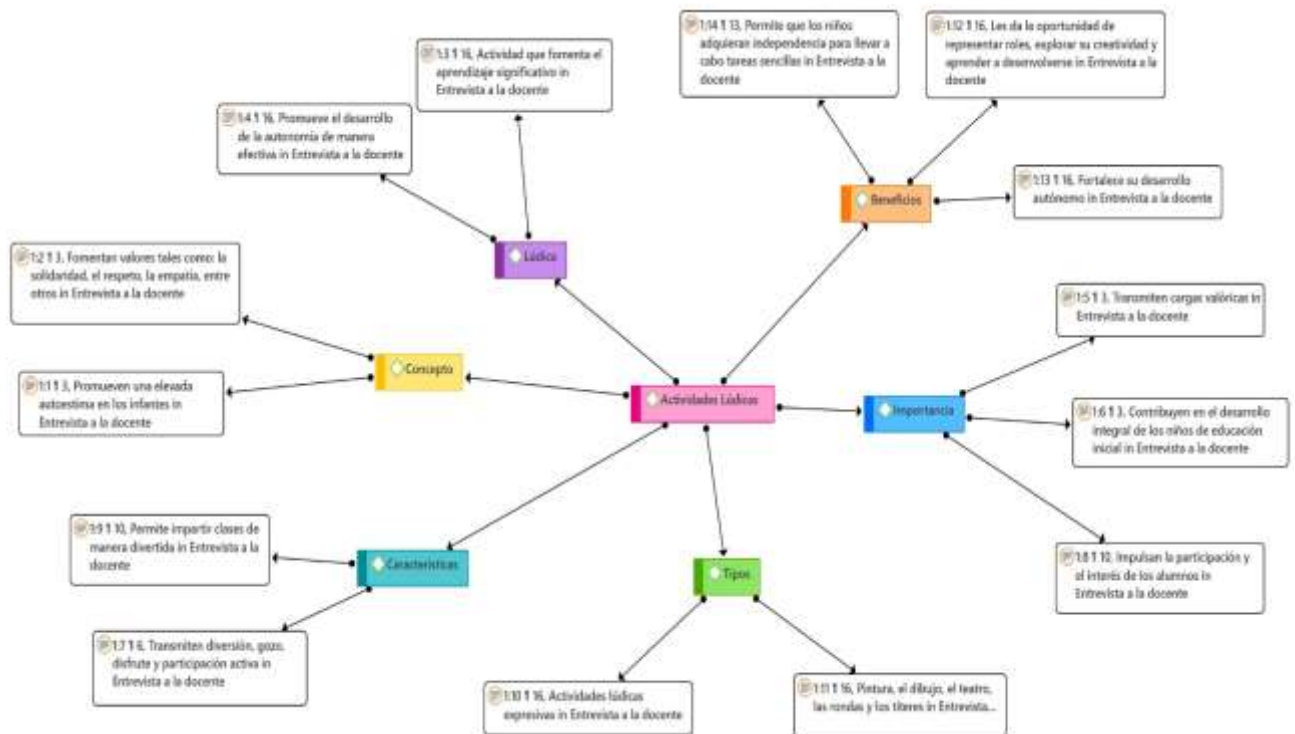 1:14 ¶ 13, Permite que los niños
adquieran independencia para llevar a
cabo tareas sencillas in Entrevista a la
docente
1:12 ¶ 16, Les da la oportunidad de
representar roles, explorar su creatividad y
aprender a desenvolverse in Entrevista a la
docente
1:3 ¶ 16, Actividad que fomenta el
aprendizaje significativo in
Entrevista a la docente
1:4 ¶ 16, Promueve el desarrollo
de la autonomía de manera
efectiva in Entrevista a la docente
1:13 ¶ 16, Fortalece su desarrollo
autónomo in Entrevista a la docente
Beneficios
Lúdica
1:2 ¶ 3, Fomentan valores tales como: la
solidaridad, el respeto, la empatía, entre
otros in Entrevista a la docente
1:5 ¶ 3, Transmiten cargas valóricas in
Entrevista a la docente
Concepto
1:1 ¶ 3, Promueven una elevada
autoestima en los infantes in
Entrevista a la docente
Actividades Lúdicas
Importancia
1:6 ¶ 3, Contribuyen en el desarrollo
integral de los niños de educación
inicial in Entrevista a la docente
1:9 ¶ 10, Permite impartir clases de
manera divertida in Entrevista a la
docente
Características
Tipos
1:8 ¶ 10, Impulsan la participación y
el interés de los alumnos in
Entrevista a la docente
1:7 ¶ 6, Transmiten diversión, gozo,
disfrute y participación activa in
Entrevista a la docente
1:10 ¶ 16, Actividades lúdicas
expresivas in Entrevista a la docente
1:11 ¶ 16, Pintura, el dibujo, el teatro,
las rondas y los títeres in Entrevista...